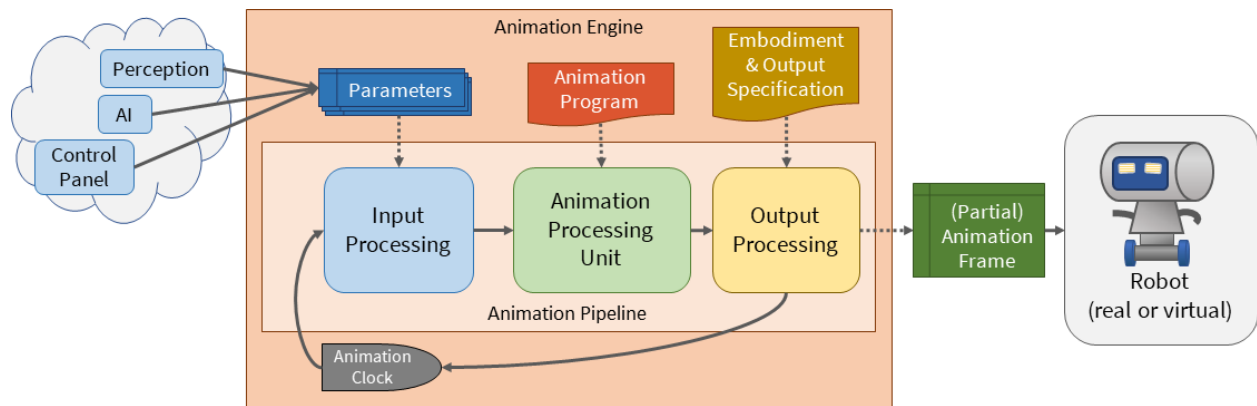 Animation Engine
Perception
AI
Control
Panel
Parameters
Animation
Program
Embodiment
& Output
Specification
Input
Processing
Animation
Processing
Unit
Output
Processing
Animation Pipeline
Animation
Clock
(Partial)
Animation
Frame
Robot
(real or virtual)